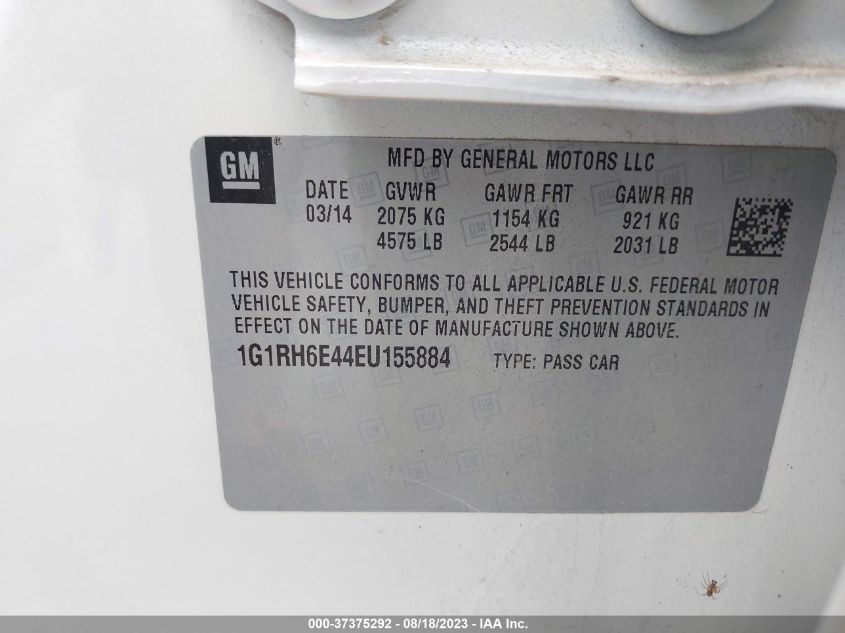 GM
MFD BY GENERAL MOTORS LLC
DATE GVWR GAWR FRT GAWR RR
03/14 2075 KG 1154 KG 921 KG
4575 LB 2544 LB 2031 LB
THIS VEHICLE CONFORMS TO ALL APPLICABLE U.S. FEDERAL MOTOR
VEHICLE SAFETY, BUMPER, AND THEFT PREVENTION STANDARDS IN
EFFECT ON THE DATE OF MANUFACTURE SHOWN ABOVE.
1G1RH6E44EU155884 TYPE: PASS CAR
000-37375292 - 08/18/2023 - IAA Inc.